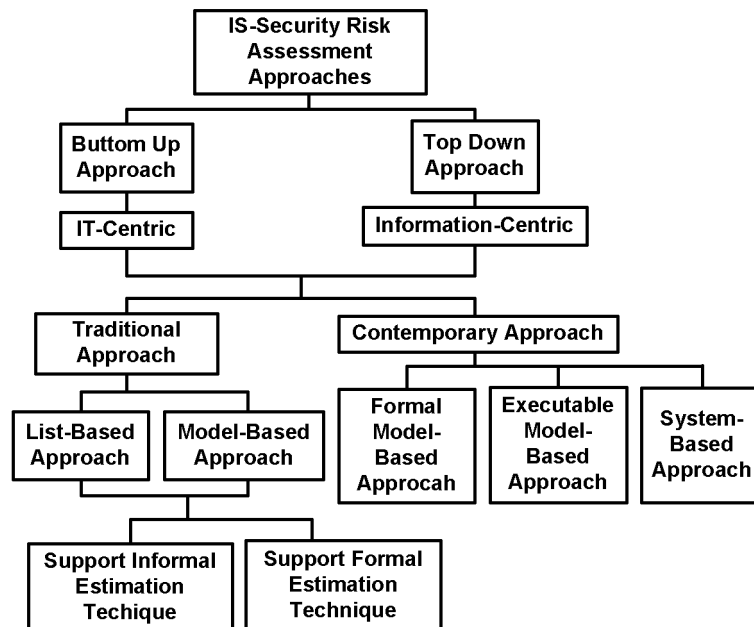 IS-Security Risk
Assessment
Approaches
Buttom Up
Approach
Top Down
Approach
IT-Centric
Information-Centric
Traditional
Approach
Contemporary Approach
List-Based
Approach
Model-Based
Approach
Formal
Model-
Based
Approcah
Executable
Model-
Based
Approach
System-
Based
Approach
Support Informal
Estimation
Techique
Support Formal
Estimation
Technique